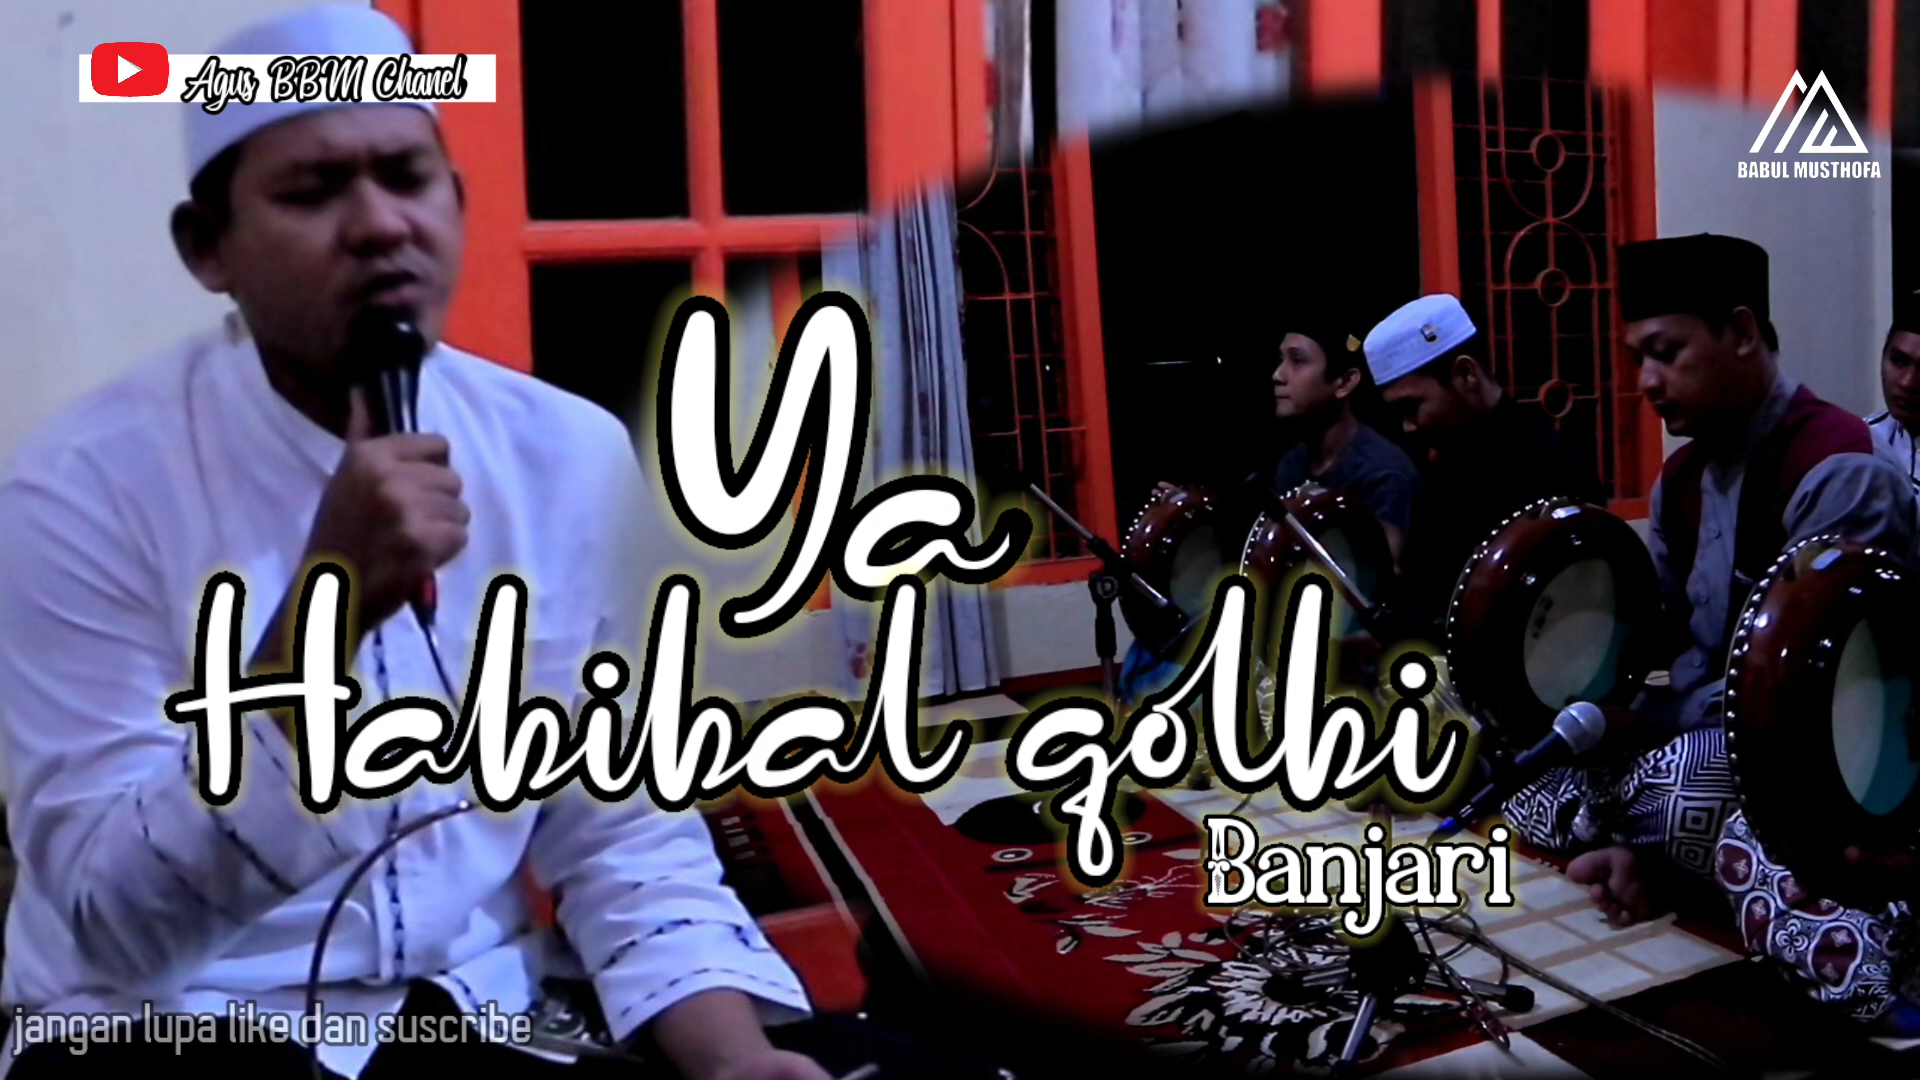 Agus BBM Chanel
BABUL MUSTHOFA
Ya
Habibal qolbi
Banjari
jangan lupa like dan suscribe